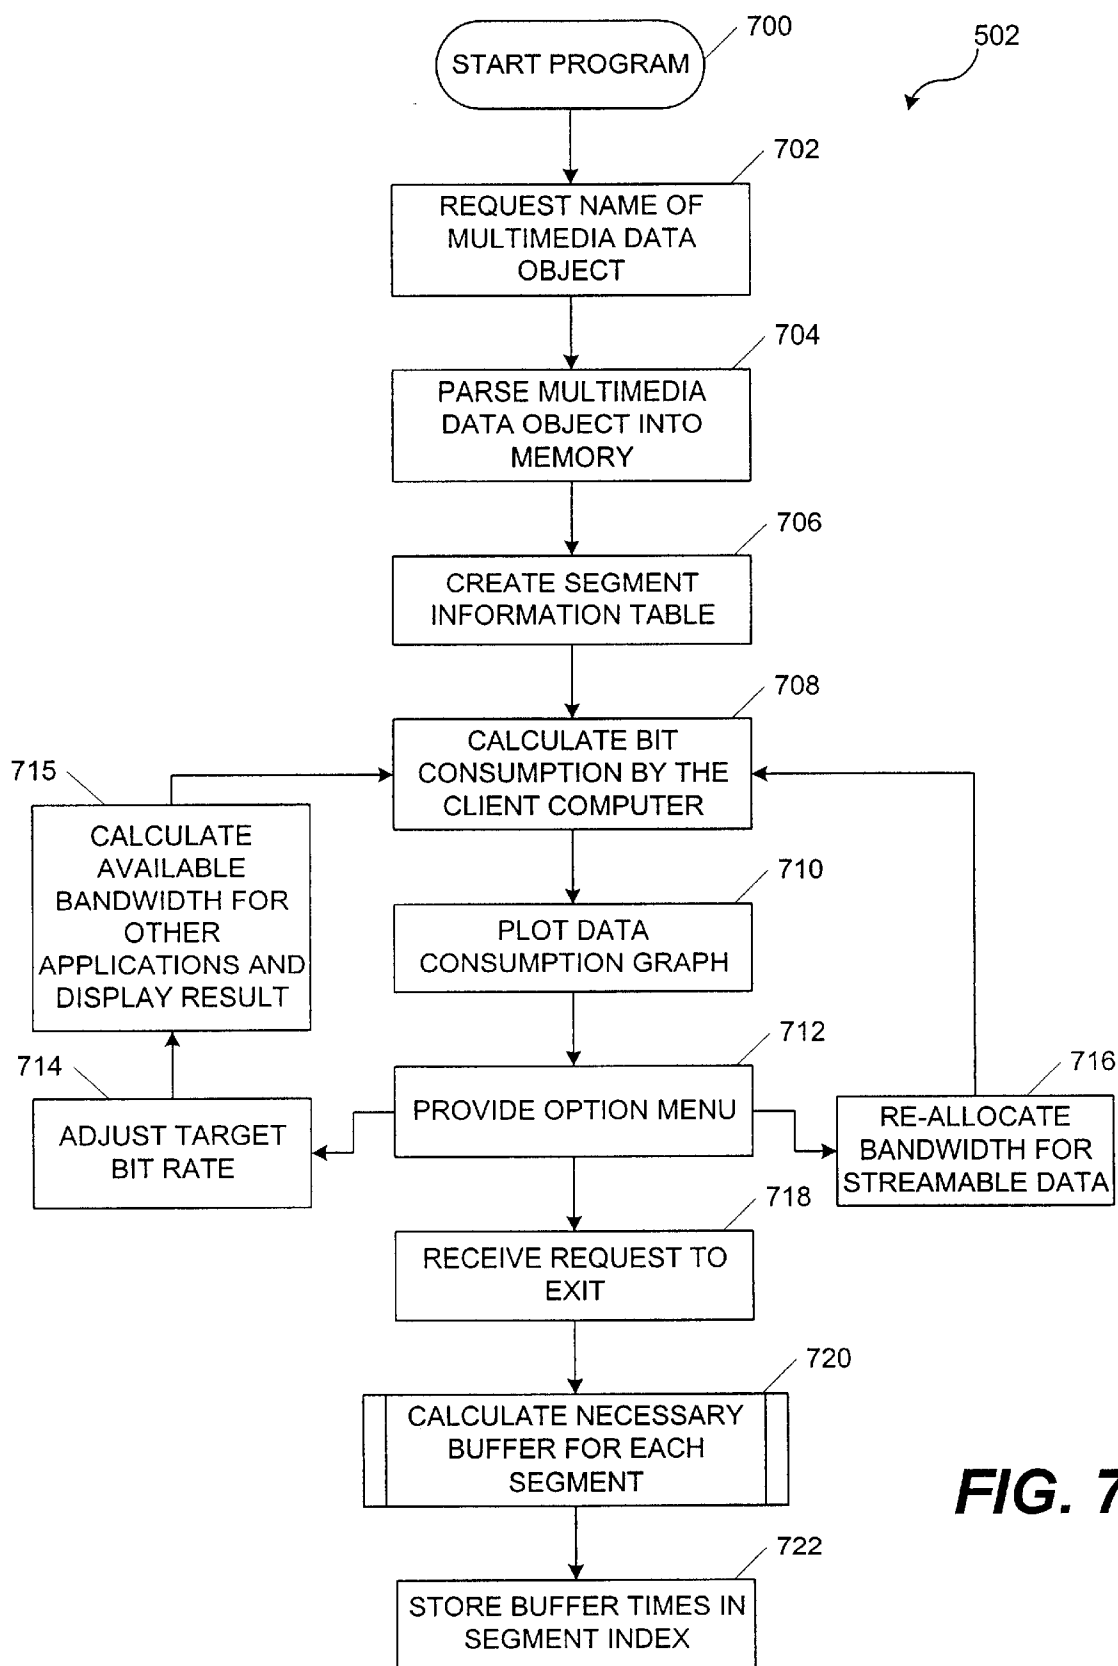 700
START PROGRAM
502
702
REQUEST NAME OF
MULTIMEDIA DATA
OBJECT
704
PARSE MULTIMEDIA
DATA OBJECT INTO
MEMORY
706
CREATE SEGMENT
INFORMATION TABLE
708
CALCULATE BIT
CONSUMPTION BY THE
CLIENT COMPUTER
715
CALCULATE
AVAILABLE
BANDWIDTH FOR
OTHER
APPLICATIONS AND
DISPLAY RESULT
710
PLOT DATA
CONSUMPTION GRAPH
712
PROVIDE OPTION MENU
714
ADJUST TARGET
BIT RATE
716
RE-ALLOCATE
BANDWIDTH FOR
STREAMABLE DATA
718
RECEIVE REQUEST TO
EXIT
720
CALCULATE NECESSARY
BUFFER FOR EACH
SEGMENT
FIG. 7
722
STORE BUFFER TIMES IN
SEGMENT INDEX